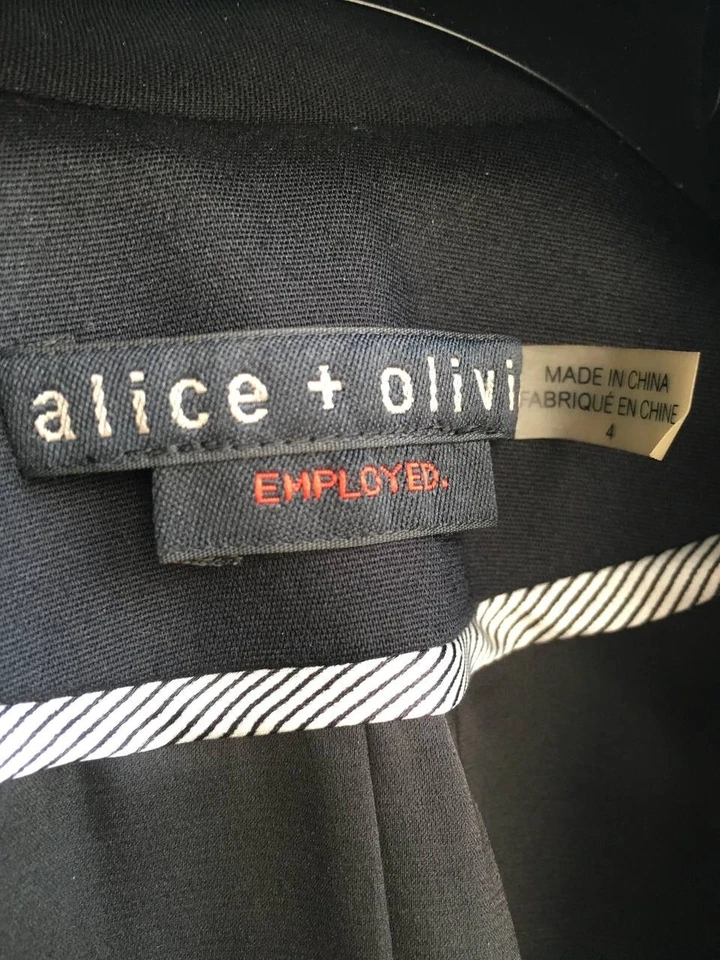 alice + olivi
MADE IN CHINA
FABRIQUÉ EN CHINE
4
EMPLOYED.